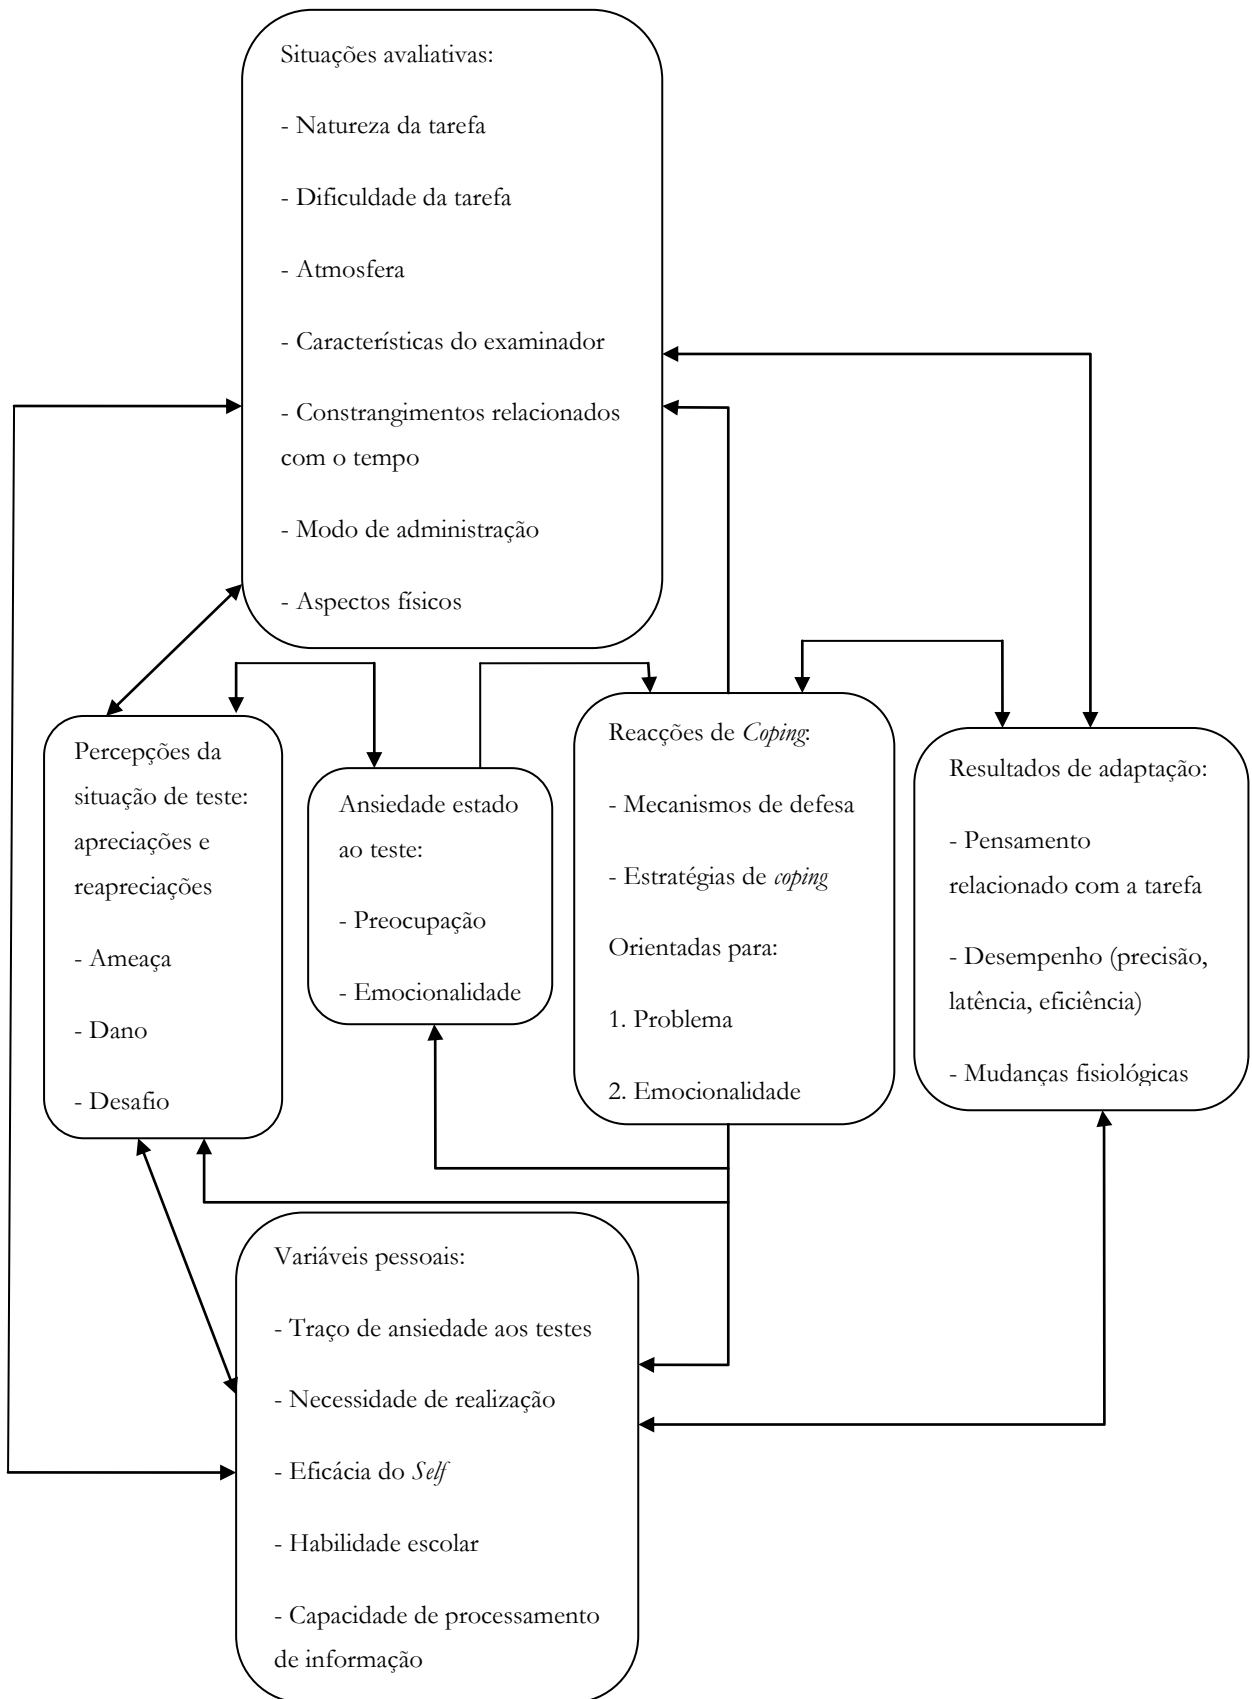 Situações avaliativas:
- Natureza da tarefa
- Dificuldade da tarefa
- Atmosfera
- Características do examinador
- Constrangimentos relacionados
com o tempo
- Modo de administração
- Aspectos físicos
Percepções da
situação de teste:
apreciações e
reapreciações
- Ameaça
- Dano
- Desafio
Ansiedade estado
ao teste:
- Preocupação
- Emocionalidade
Reacções de Coping:
- Mecanismos de defesa
- Estratégias de coping
Orientadas para:
1. Problema
2. Emocionalidade
Resultados de adaptação:
- Pensamento
relacionado com a tarefa
- Desempenho (precisão,
latência, eficiência)
- Mudanças fisiológicas
Variáveis pessoais:
- Traço de ansiedade aos testes
- Necessidade de realização
- Eficácia do Self
- Habilidade escolar
- Capacidade de processamento
de informação